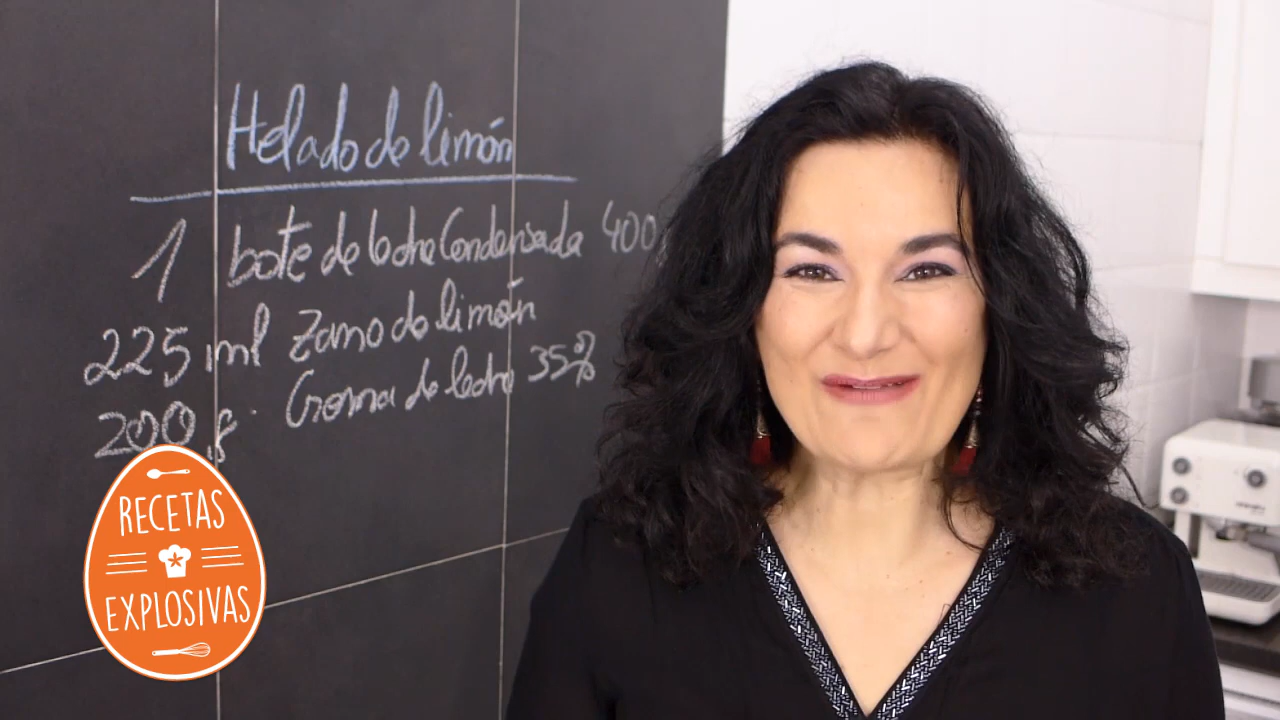 Helado de limón
1 bote de leche Condensada 400
225 ml Zumo de limón
200 g. Crema de leche 35%
RECETAS
EXPLOSIVAS